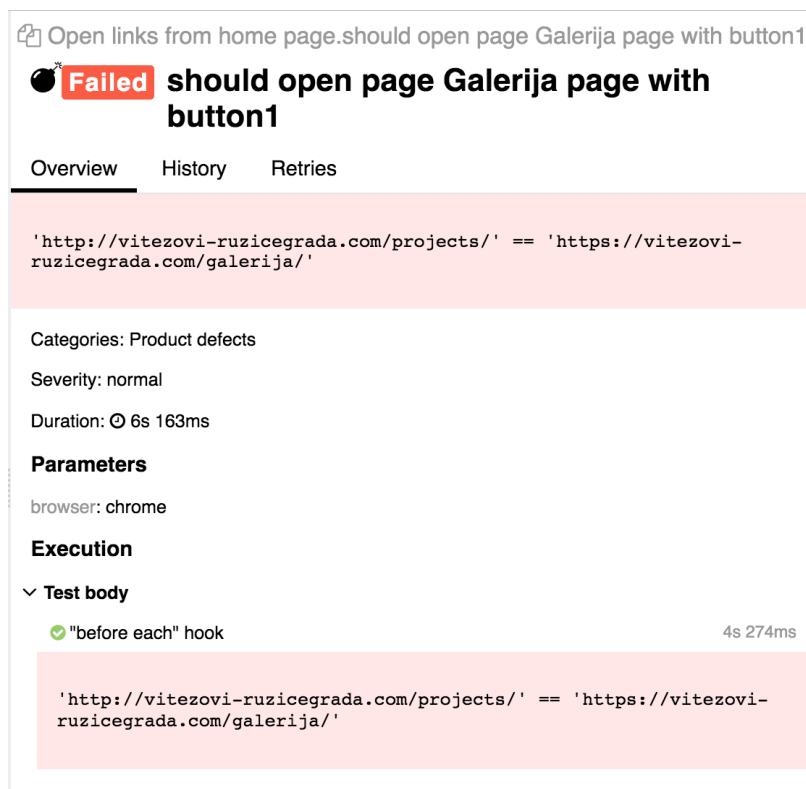 Open links from home page.should open page Galerija page with button1
Failed should open page Galerija page with
button1
Overview History Retries
'http://vitezovi-ruzicegrada.com/projects/' == 'https://vitezovi-
ruzicegrada.com/galerija/'
Categories: Product defects
Severity: normal
Duration: 6s 163ms
Parameters
browser: chrome
Execution
Test body
"before each" hook 4s 274ms
'http://vitezovi-ruzicegrada.com/projects/' == 'https://vitezovi-
ruzicegrada.com/galerija/'